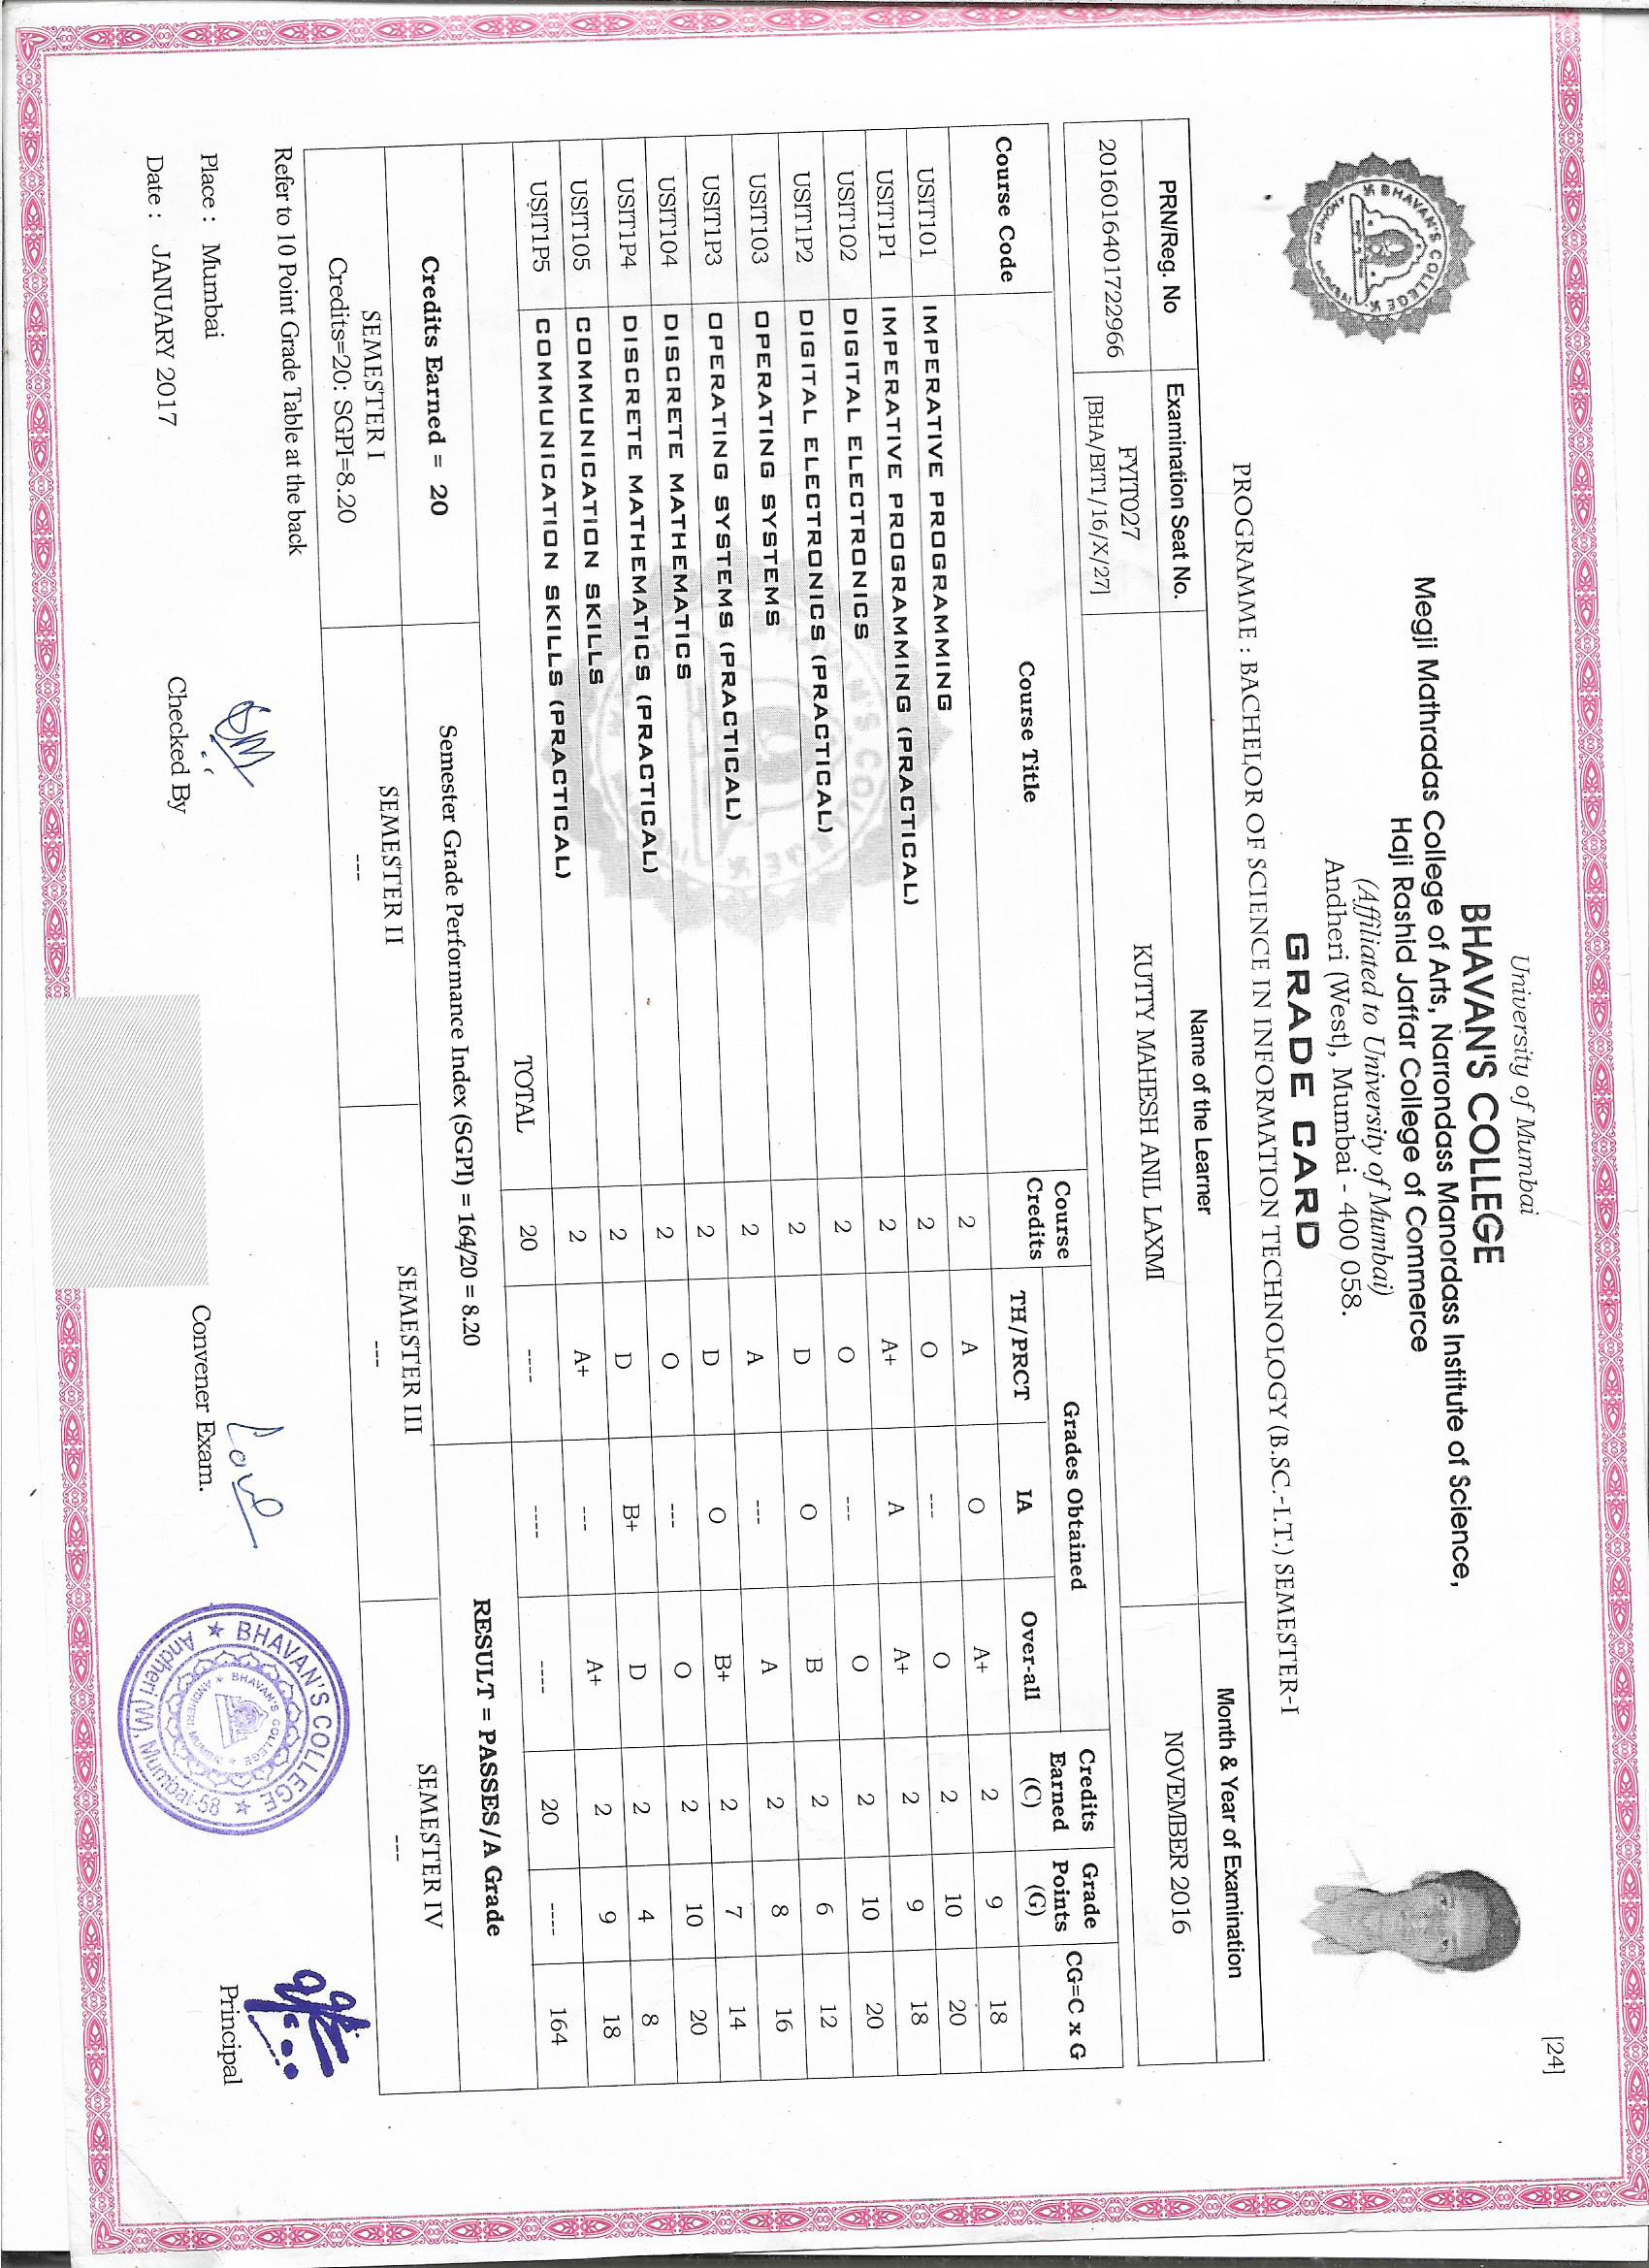 [24]
University of Mumbai
BHAVAN'S COLLEGE
Megji Mathradas College of Arts, Narrondass Manordass Institute of Science,
Haji Rashid Jaffar College of Commerce
(Affiliated to University of Mumbai)
Andheri (West), Mumbai - 400 058.
GRADE CARD
PROGRAMME : BACHELOR OF SCIENCE IN INFORMATION TECHNOLOGY (B.SC.-I.T.) SEMESTER-I
PRN/Reg. No Examination Seat No. Name of the Learner Month & Year of Examination
2016016401722966 FYIT027 [BHA/BIT1/16/X/27] KUTTY MAHESH ANIL LAXMI NOVEMBER 2016
Course Code Course Title Course Credits Grades Obtained Credits Earned (C) Grade Points (G) CG=C x G
TH/PRCT IA Over-all
USIT101 IMPERATIVE PROGRAMMING 2 A O A+ 2 9 18
USIT1P1 IMPERATIVE PROGRAMMING (PRACTICAL) 2 O --- O 2 10 20
USIT102 DIGITAL ELECTRONICS 2 A+ A A+ 2 9 18
USIT1P2 DIGITAL ELECTRONICS (PRACTICAL) 2 O --- O 2 10 20
USIT103 OPERATING SYSTEMS 2 D O B 2 6 12
USIT1P3 OPERATING SYSTEMS (PRACTICAL) 2 A --- A 2 8 16
USIT104 DISCRETE MATHEMATICS 2 D O B+ 2 7 14
USIT1P4 DISCRETE MATHEMATICS (PRACTICAL) 2 O --- O 2 10 20
USIT105 COMMUNICATION SKILLS 2 D B+ D 2 4 8
USIT1P5 COMMUNICATION SKILLS (PRACTICAL) 2 A+ --- A+ 2 9 18
TOTAL 20 ---- ---- ---- 20 ---- 164
Credits Earned = 20 Semester Grade Performance Index (SGPI) = 164/20 = 8.20 RESULT = PASSES/A Grade
SEMESTER I SEMESTER II SEMESTER III SEMESTER IV
Credits=20: SGPI=8.20 --- --- ---
Refer to 10 Point Grade Table at the back
Place : Mumbai
Date : JANUARY 2017
Checked By
Convener Exam.
Principal
BHAVAN'S COLLEGE
Andheri (W), Mumbai-58